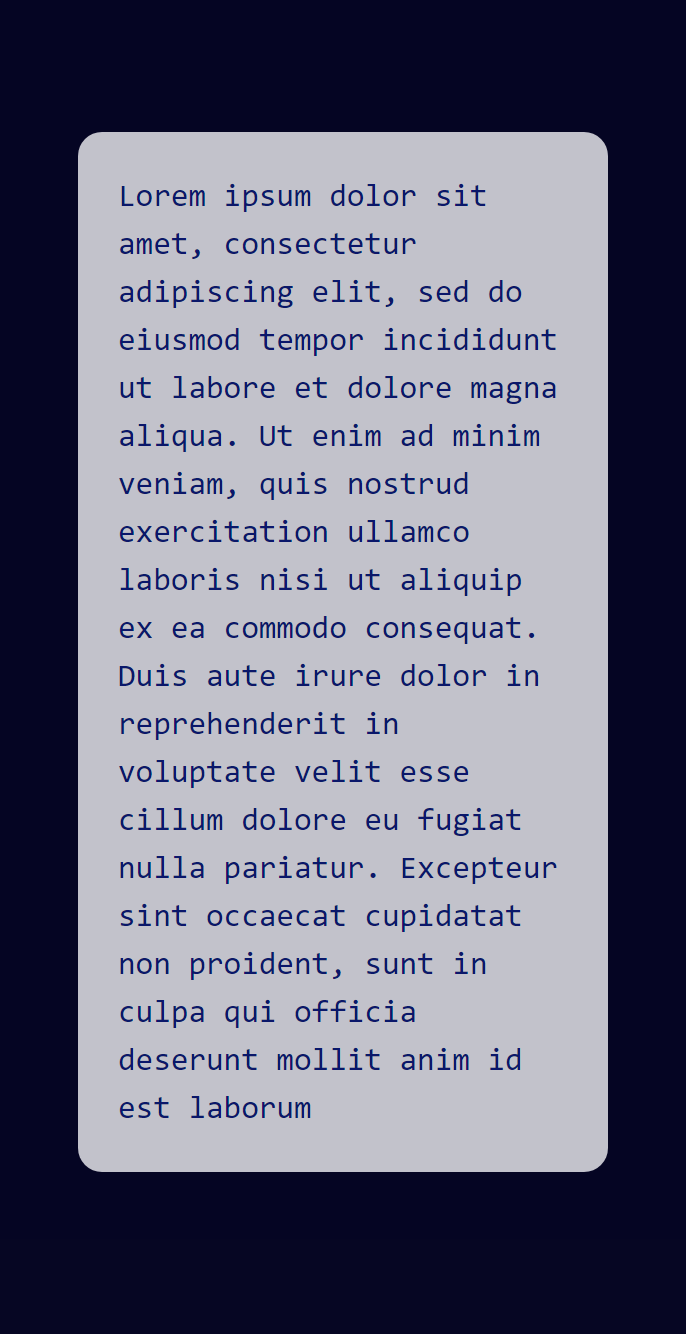 Lorem ipsum dolor sit
amet, consectetur
adipiscing elit, sed do
eiusmod tempor incididunt
ut labore et dolore magna
aliqua. Ut enim ad minim
veniam, quis nostrud
exercitation ullamco
laboris nisi ut aliquip
ex ea commodo consequat.
Duis aute irure dolor in
reprehenderit in
voluptate velit esse
cillum dolore eu fugiat
nulla pariatur. Excepteur
sint occaecat cupidatat
non proident, sunt in
culpa qui officia
deserunt mollit anim id
est laborum